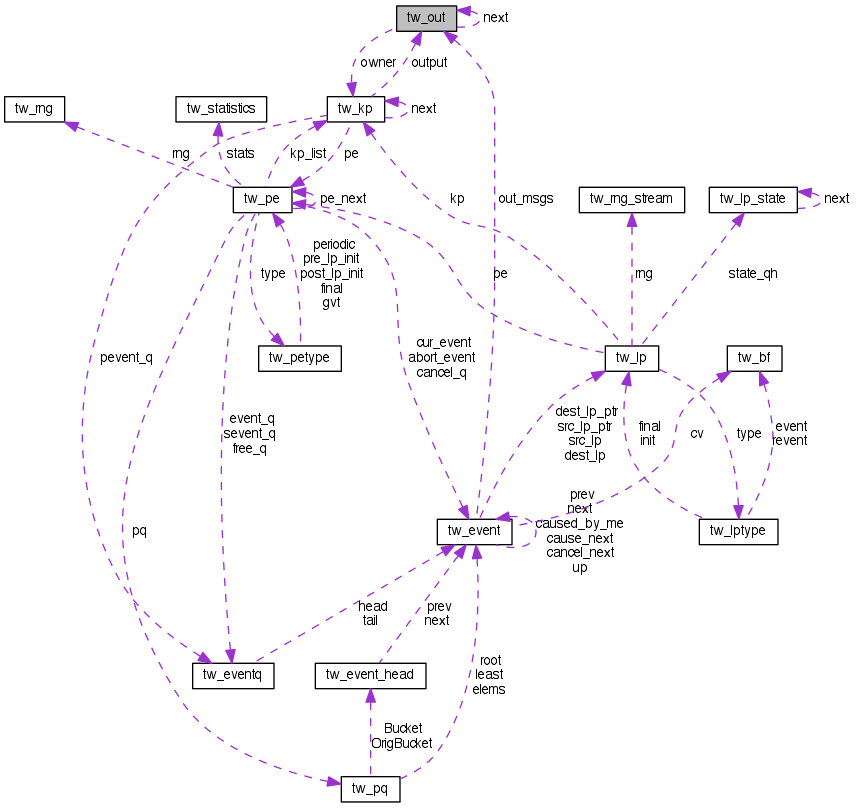 tw_out
next
owner
output
tw_rng
tw_statistics
tw_kp
next
rng
stats
kp_list
pe
tw_pe
pe_next
kp
out_msgs
tw_rng_stream
tw_lp_state
next
periodic
pre_lp_init
post_lp_init
final
gvt
type
pe
rng
state_qh
pevent_q
tw_petype
cur_event
abort_event
cancel_q
tw_lp
tw_bf
event_q
sevent_q
free_q
dest_lp_ptr
src_lp_ptr
src_lp
dest_lp
final
init
cv
type
event
revent
pq
tw_event
prev
next
caused_by_me
cause_next
cancel_next
up
tw_lptype
head
tail
prev
next
tw_eventq
tw_event_head
root
least
elems
Bucket
OrigBucket
tw_pq